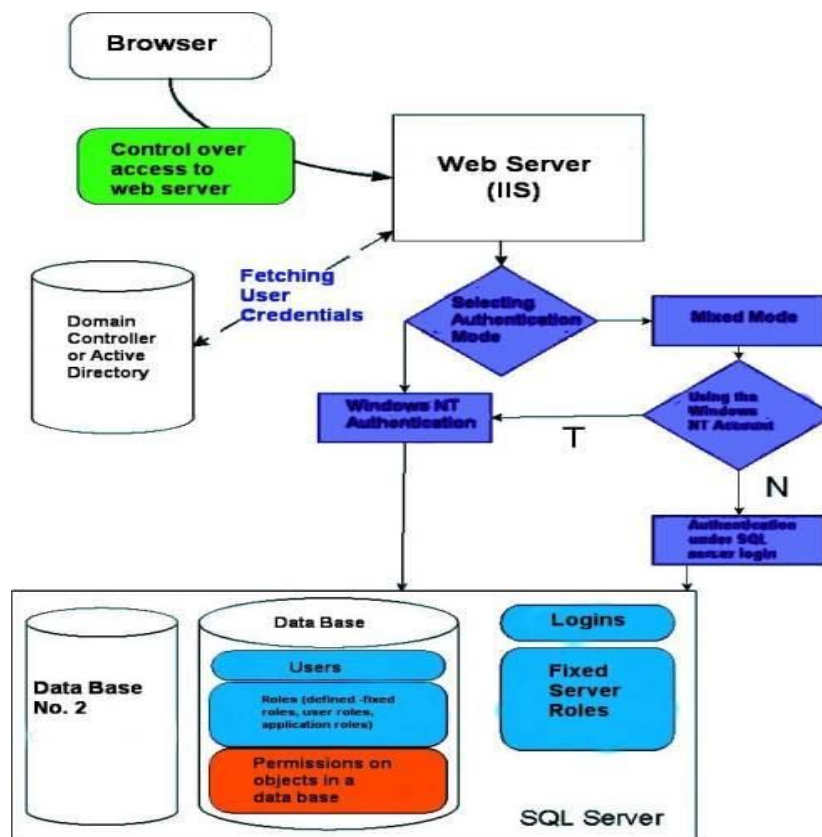 Browser
Control over
access to
web server
Web Server
(IIS)
Fetching
User
Credentials
Domain
Controller
or Active
Directory
Selecting
Authentication
Mode
Mixed Mode
Windows NT
Authentication
Using the
Windows
NT Account
T
N
Authentication
under SQL
server login
Data Base
No. 2
Data Base
Users
Roles (defined -fixed
roles, user roles,
application roles)
Permissions on
objects in a
data base
Logins
Fixed
Server
Roles
SQL Server